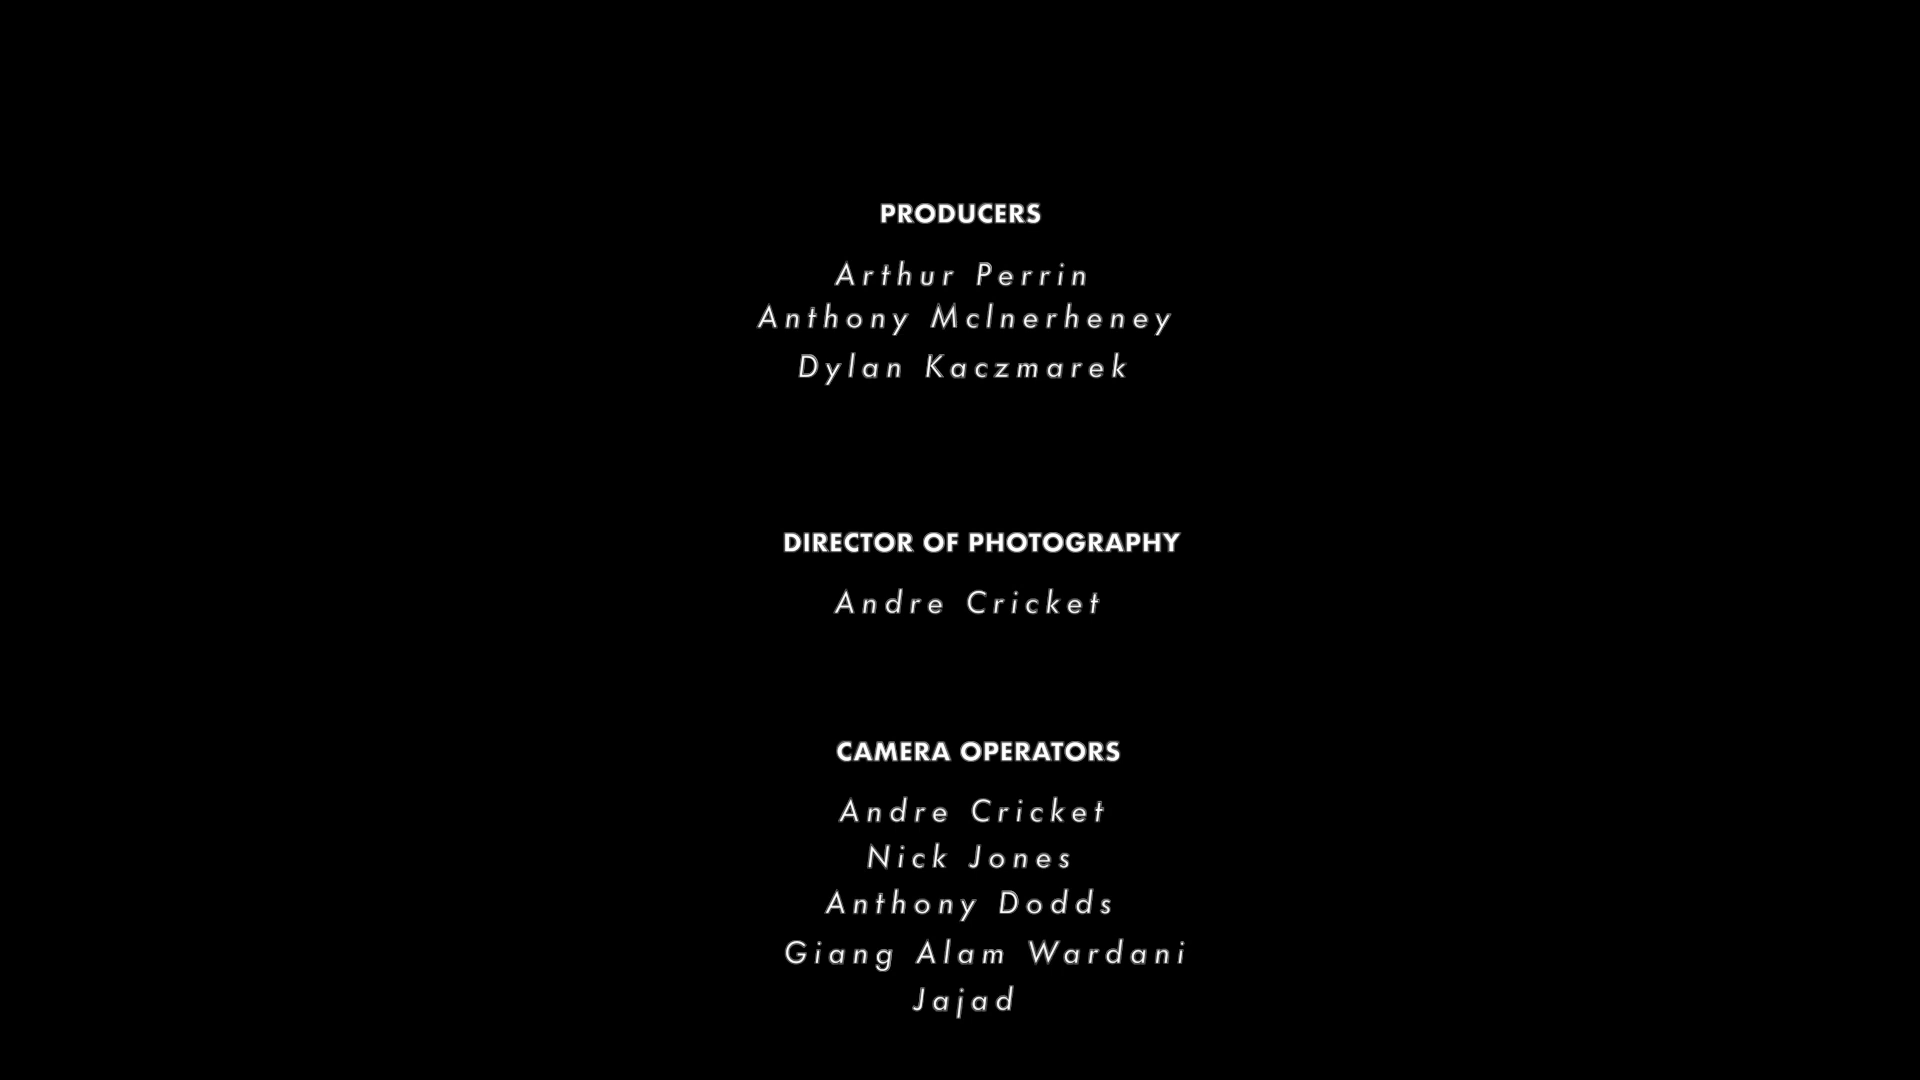 PRODUCERS
Arthur Perrin
Anthony McInerheney
Dylan Kaczmarek
DIRECTOR OF PHOTOGRAPHY
Andre Cricket
CAMERA OPERATORS
Andre Cricket
Nick Jones
Anthony Dodds
Giang Alam Wardani
Jajad